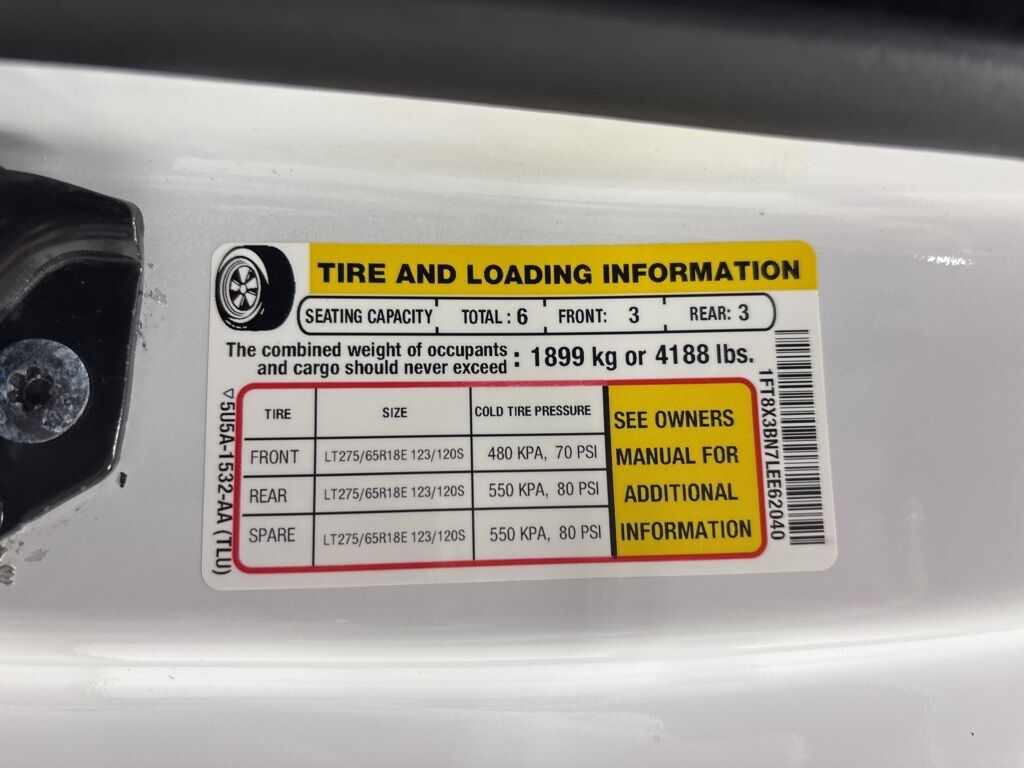 TIRE AND LOADING INFORMATION
SEATING CAPACITY TOTAL : 6 FRONT: 3 REAR: 3
The combined weight of occupants
and cargo should never exceed : 1899 kg or 4188 lbs.
TIRE SIZE COLD TIRE PRESSURE
FRONT LT275/65R18E 123/120S 480 KPA, 70 PSI
REAR LT275/65R18E 123/120S 550 KPA, 80 PSI
SPARE LT275/65R18E 123/120S 550 KPA, 80 PSI
SEE OWNERS
MANUAL FOR
ADDITIONAL
INFORMATION
1FT8X3BN7LEE62040
▽5U5A-1532-AA (TLU)